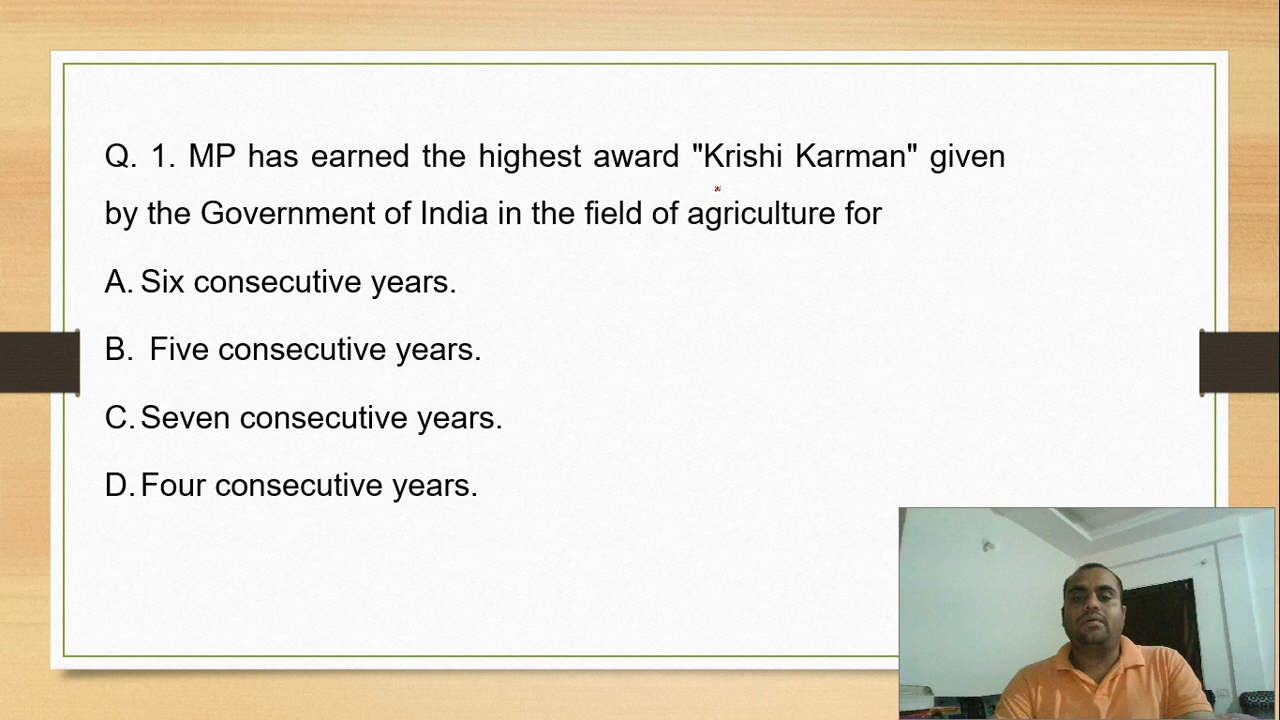 Q. 1. MP has earned the highest award "Krishi Karman" given
by the Government of India in the field of agriculture for
A. Six consecutive years.
B. Five consecutive years.
C. Seven consecutive years.
D. Four consecutive years.